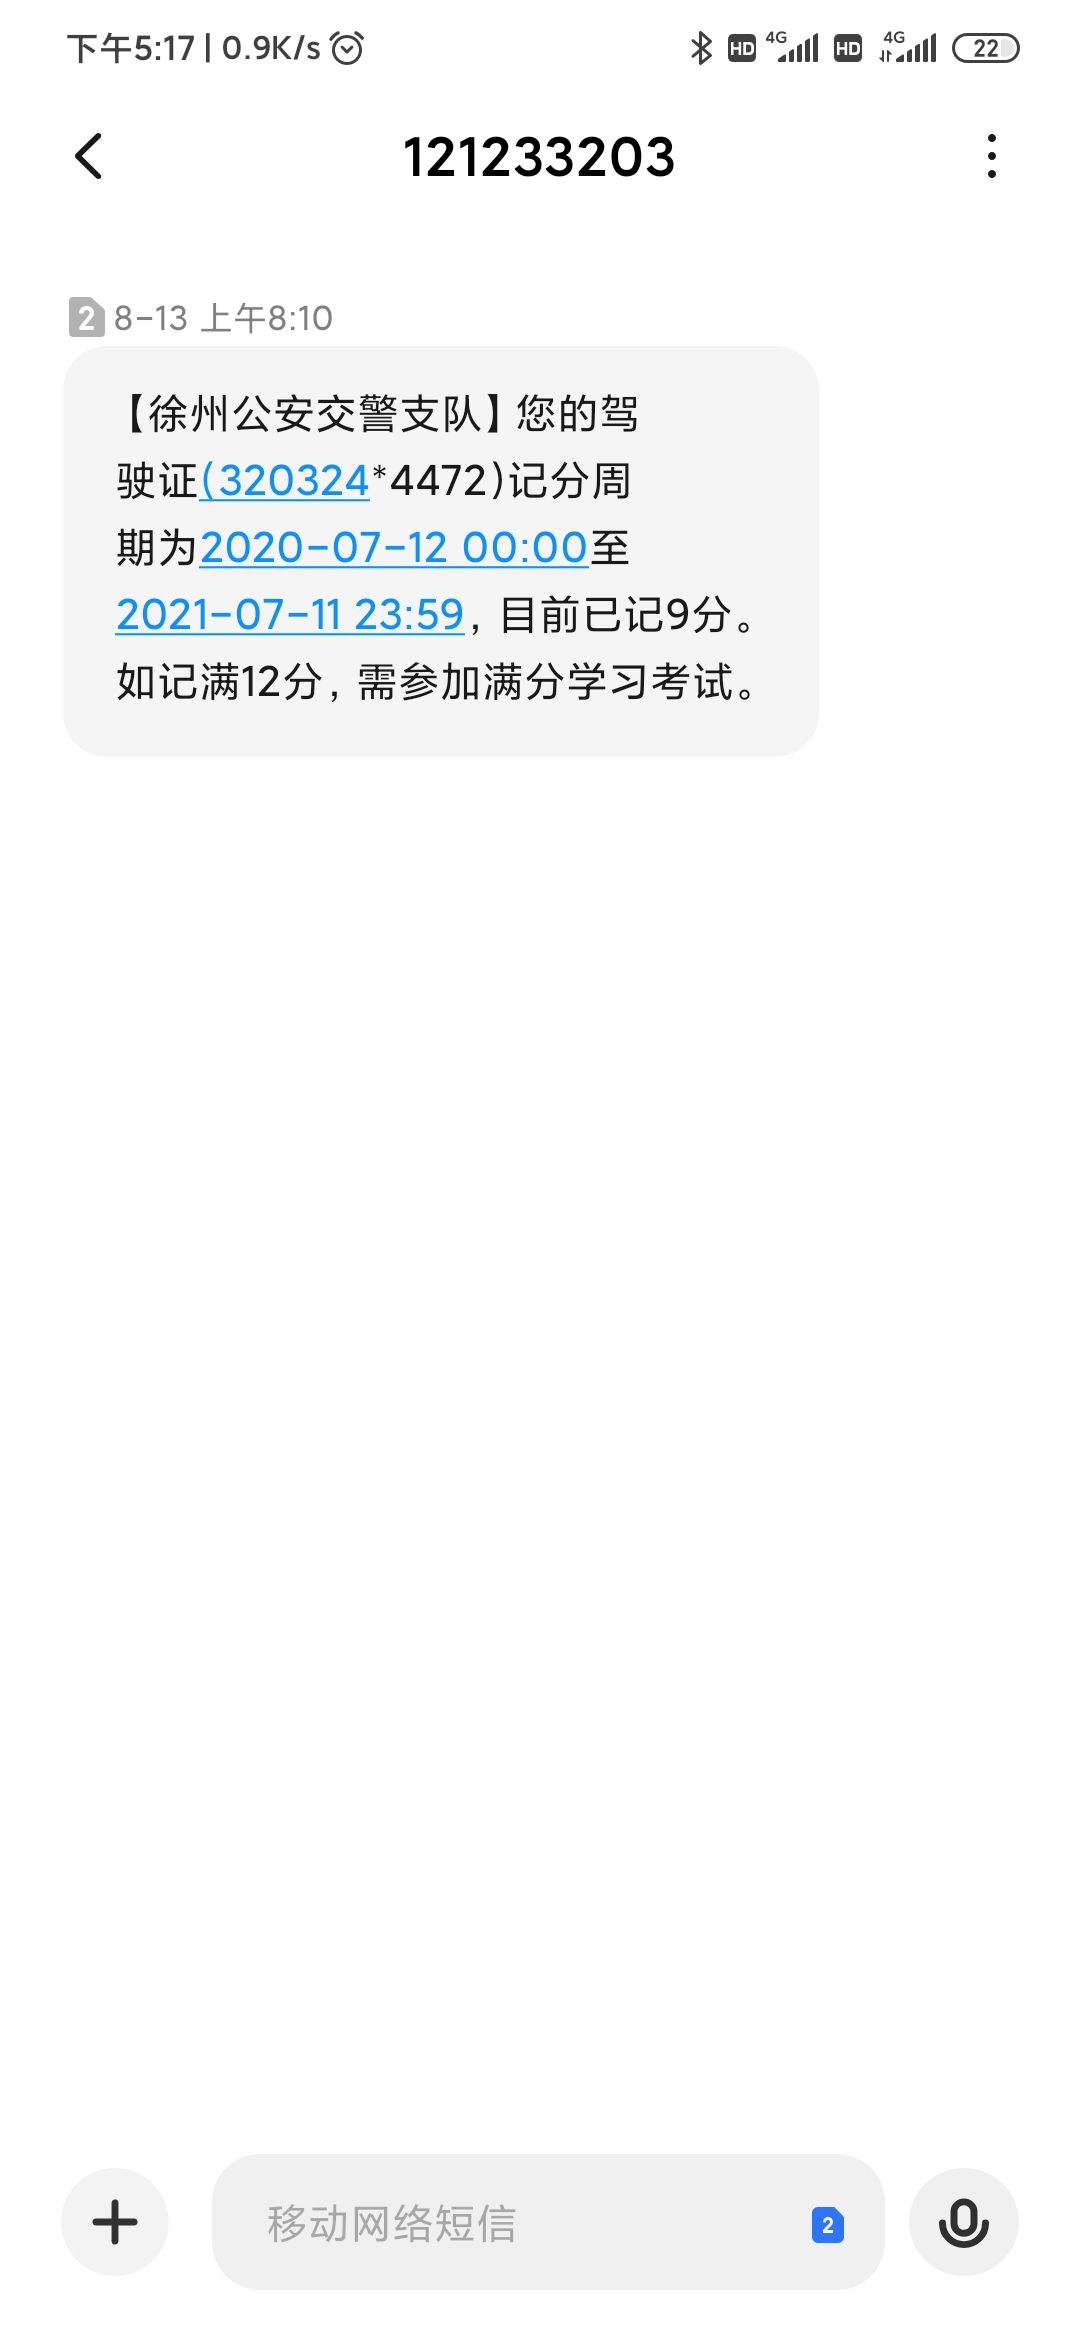 下午5:17 | 0.9K/s
HD 4G HD 4G 22
121233203
2 8-13 上午8:10
【徐州公安交警支队】您的驾
驶证(320324*4472)记分周
期为2020-07-12 00:00至
2021-07-11 23:59，目前已记9分。
如记满12分，需参加满分学习考试。
移动网络短信 2